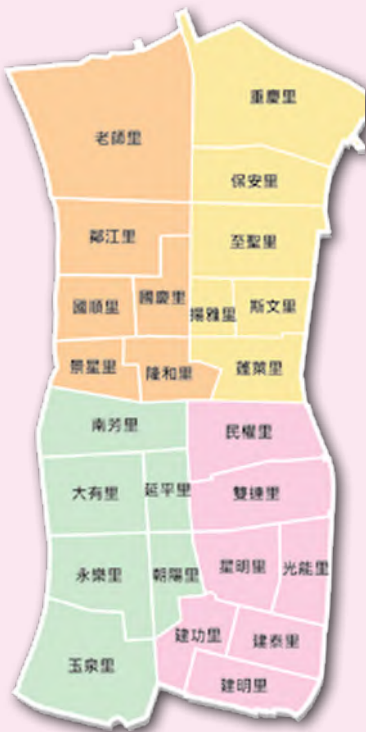 重慶里
老師里
保安里
鄰江里
至聖里
國順里
國慶里
揚雅里
斯文里
景星里
隆和里
蓬萊里
南芳里
民權里
大有里
延平里
雙連里
永樂里
朝陽里
星明里
光能里
建功里
建泰里
玉泉里
建明里